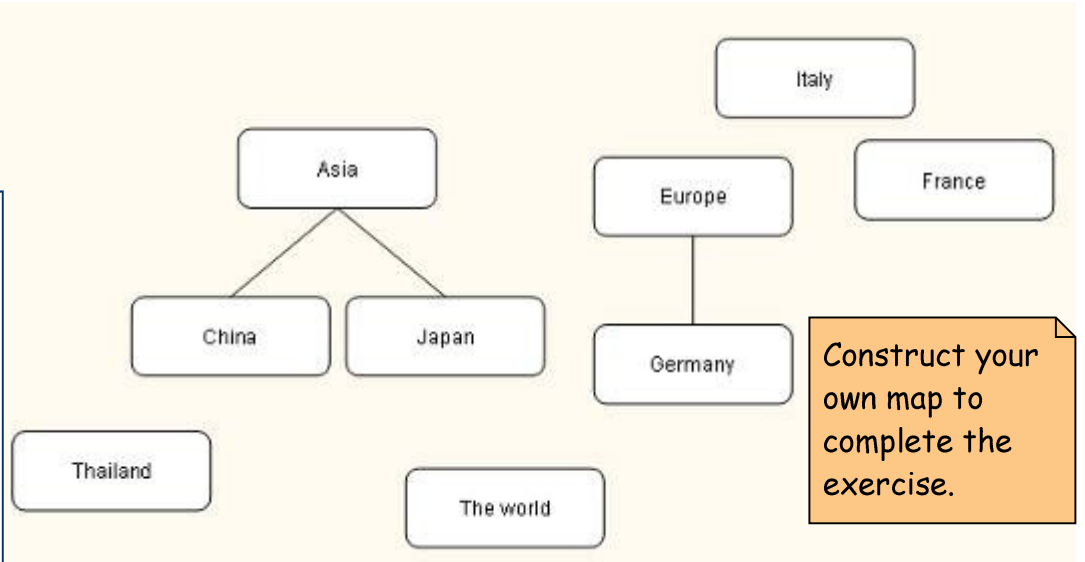 Italy
Asia
France
Europe
China
Japan
Germany
Construct your
own map to
complete the
exercise.
Thailand
The world